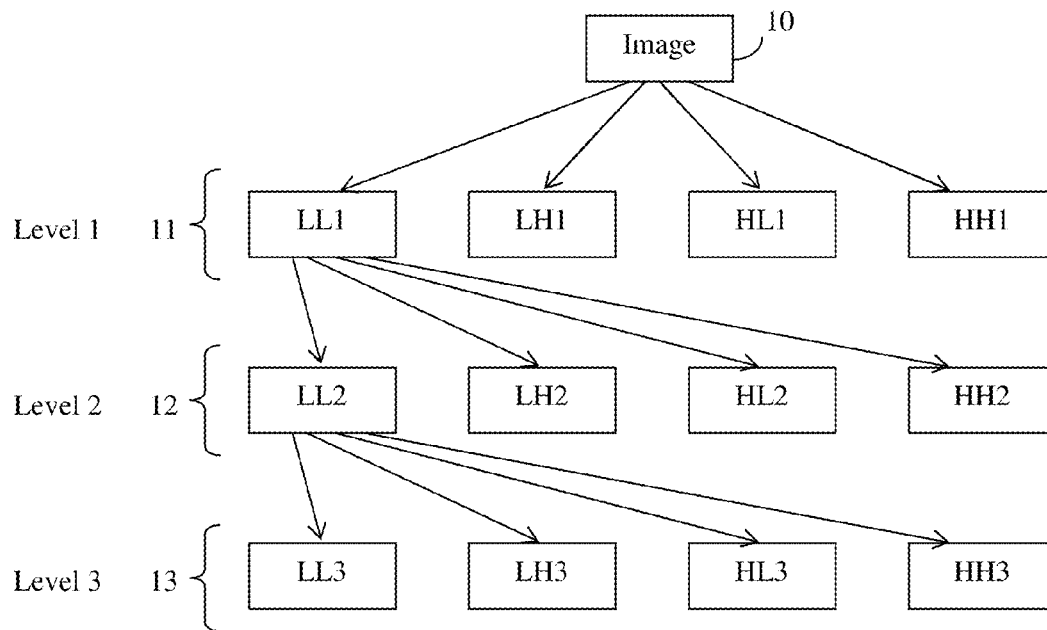 10
Image
Level 1 11 LL1 LH1 HL1 HH1
Level 2 12 LL2 LH2 HL2 HH2
Level 3 13 LL3 LH3 HL3 HH3